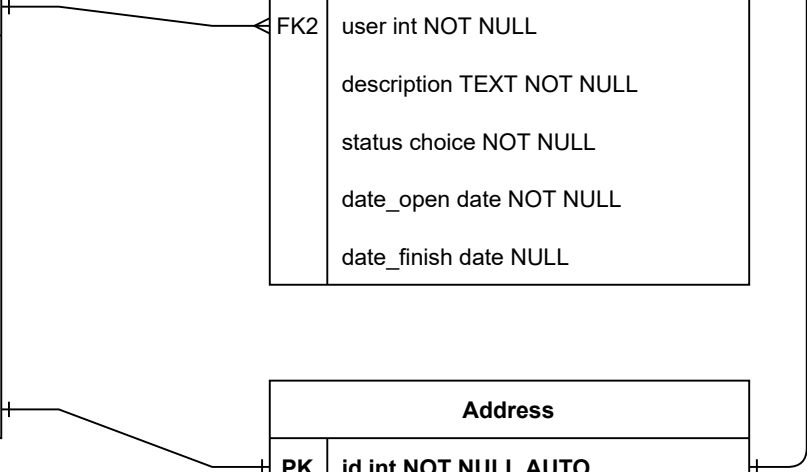 FK2 user int NOT NULL
description TEXT NOT NULL
status choice NOT NULL
date_open date NOT NULL
date_finish date NULL
Address
PK id int NOT NULL AUTO